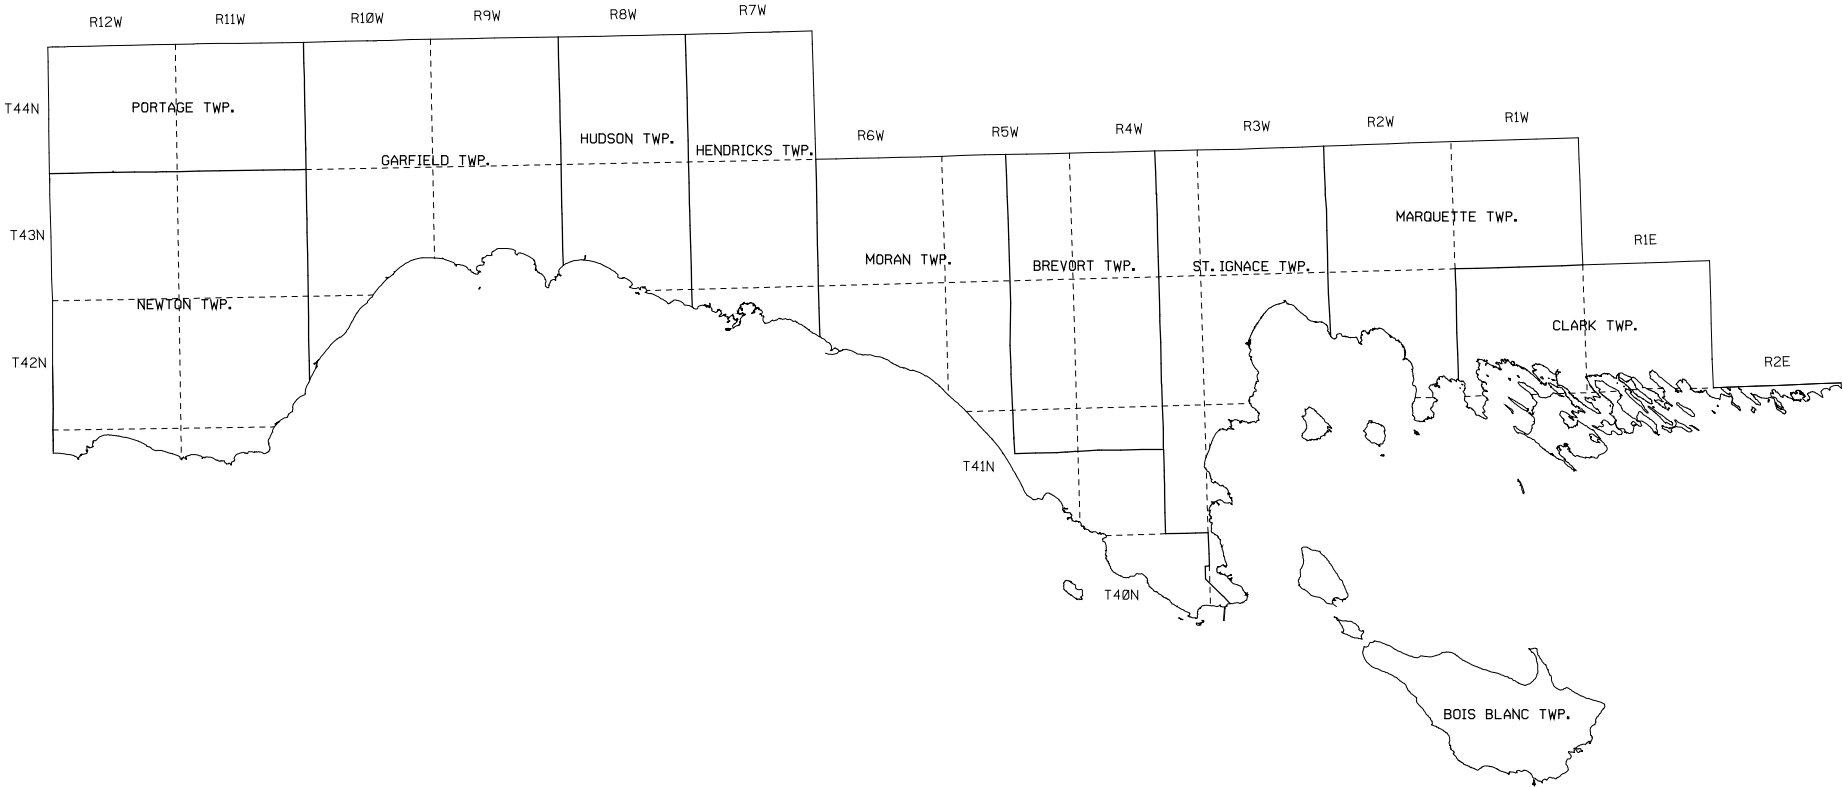 R12W
R11W
R10W
R9W
R8W
R7W
T44N
PORTAGE TWP.
GARFIELD TWP.
HUDSON TWP.
HENDRICKS TWP.
R6W
R5W
R4W
R3W
R2W
R1W
T43N
NEWTON TWP.
MORAN TWP.
BREVORT TWP.
ST. IGNACE TWP.
MARQUETTE TWP.
R1E
CLARK TWP.
T42N
R2E
T41N
T40N
BOIS BLANC TWP.